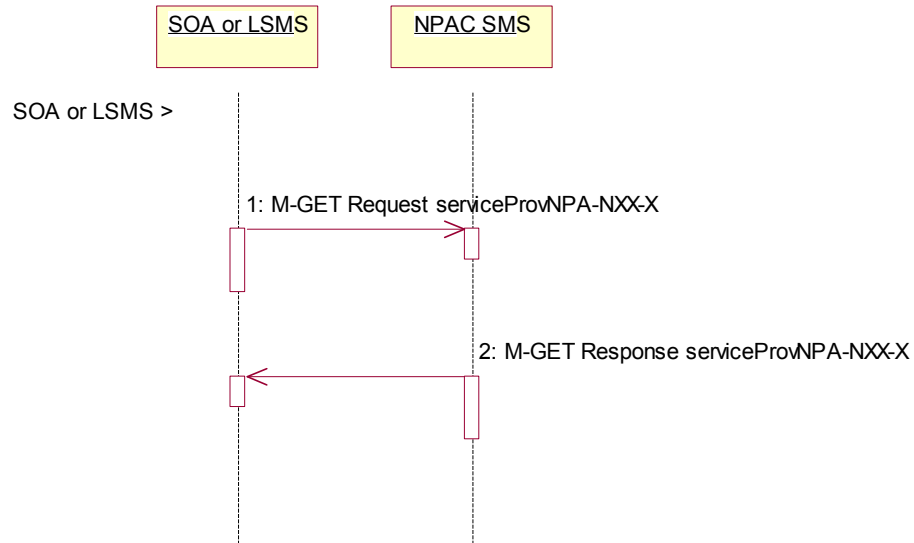 SOA or LSMS
NPAC SMS
SOA or LSMS >
1: M-GET Request serviceProvNPA-NXX-X
2: M-GET Response serviceProvNPA-NXX-X